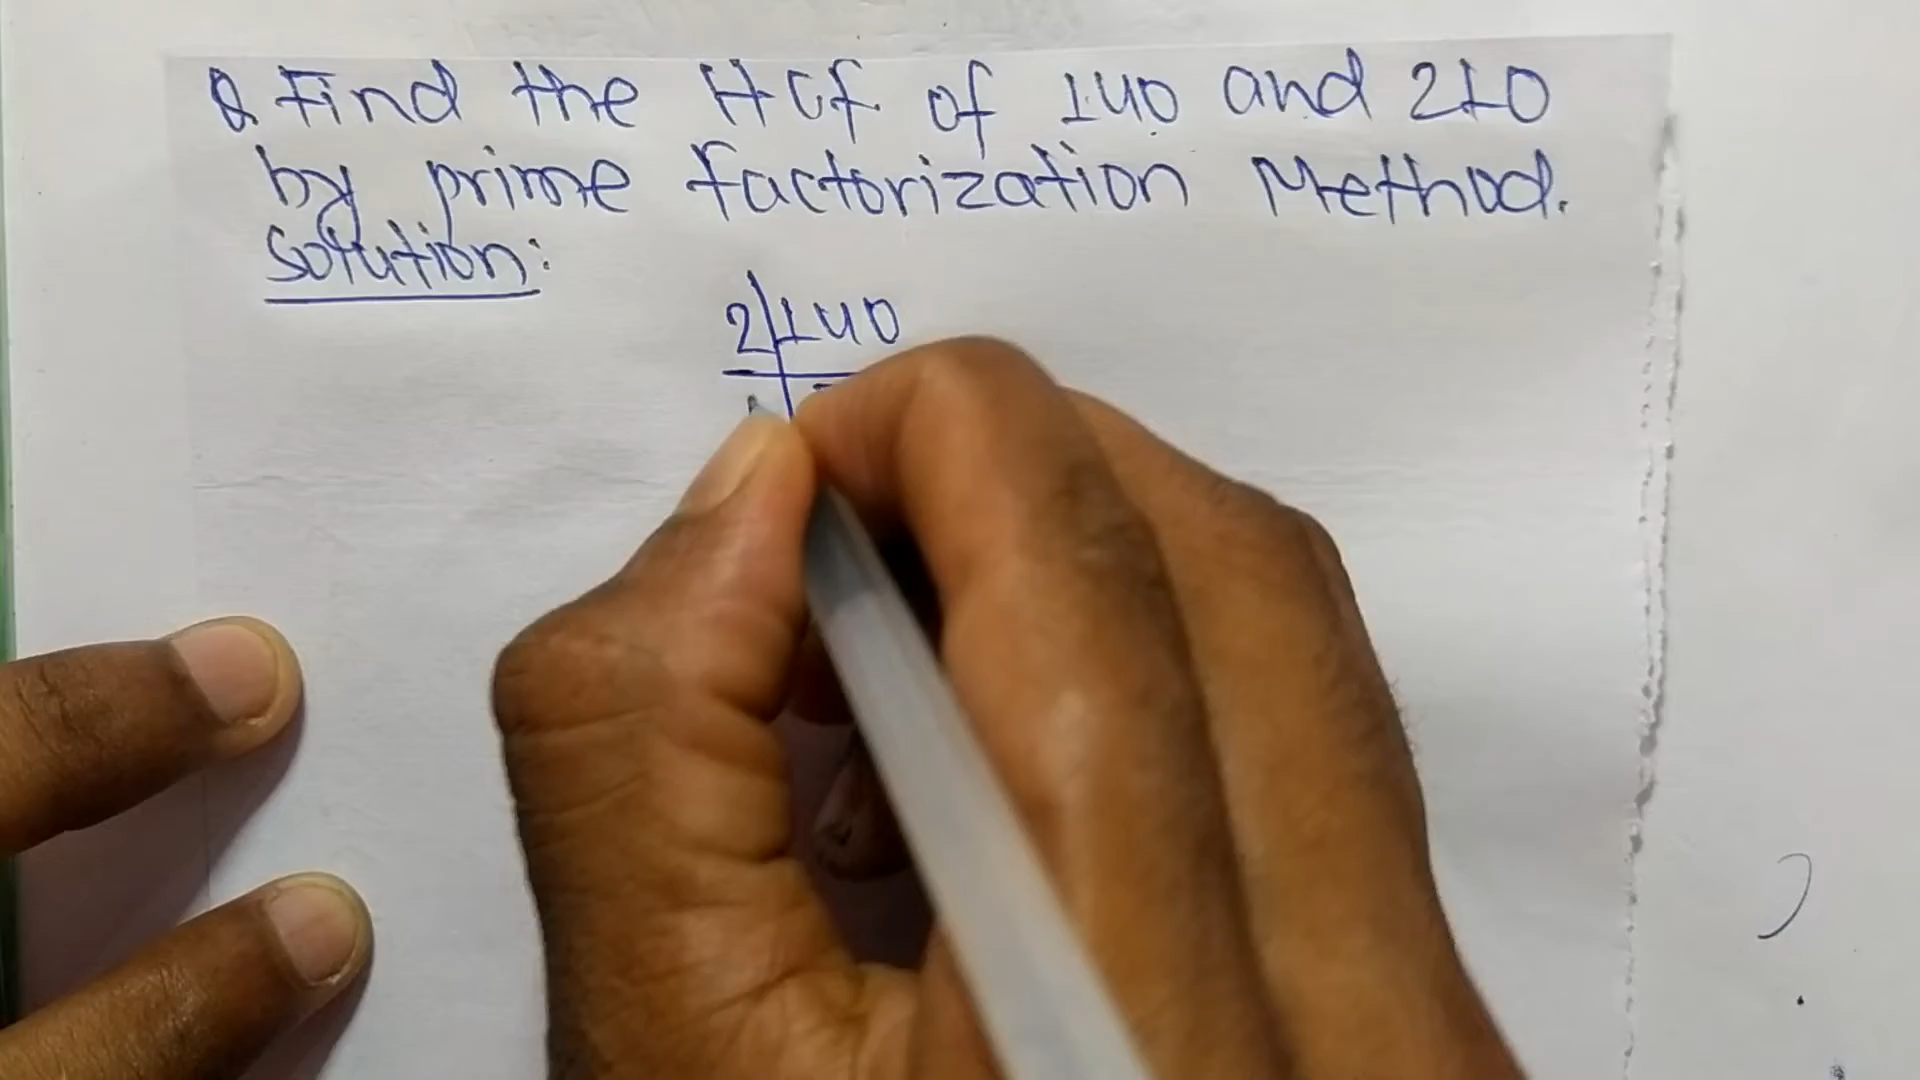 Q Find the HCF of 140 and 210
by prime factorization Method.
Solution:
2 140